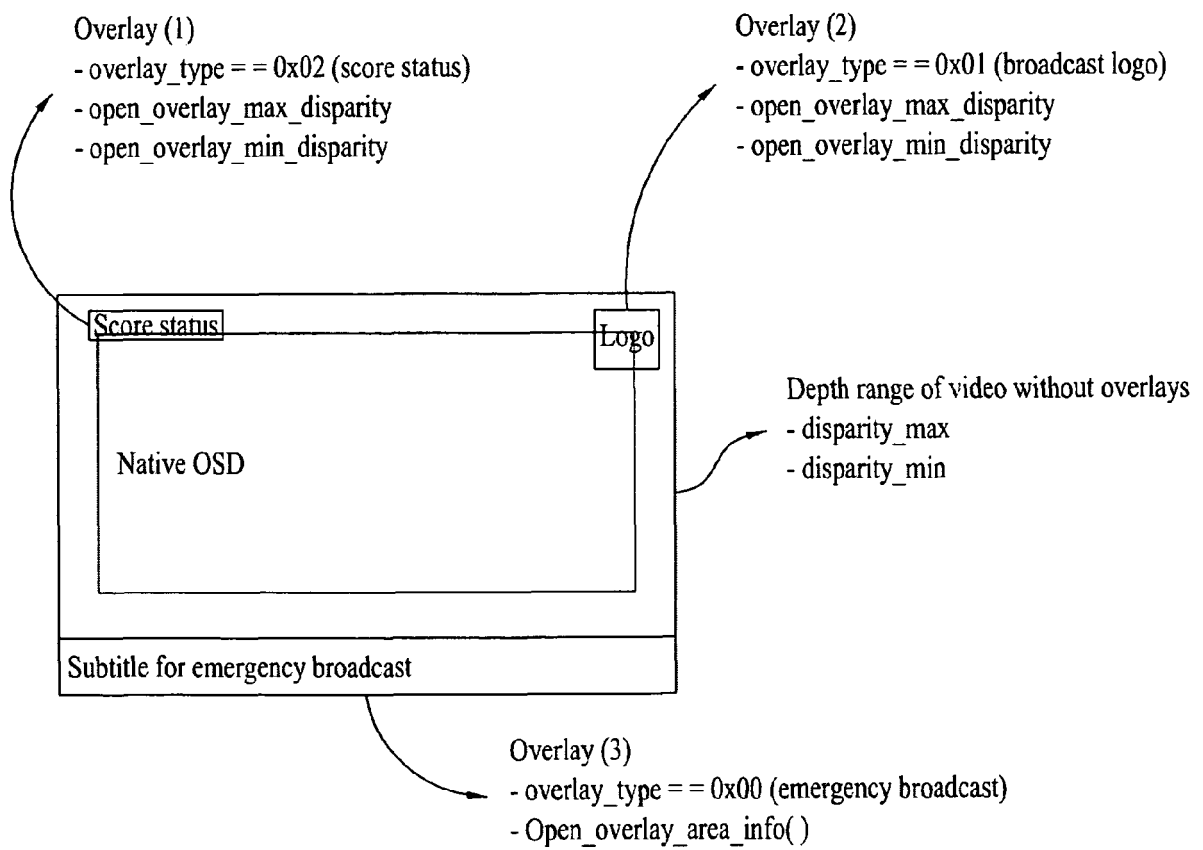 Overlay (1)
- overlay_type = = 0x02 (score status)
- open_overlay_max_disparity
- open_overlay_min_disparity
Overlay (2)
- overlay_type = = 0x01 (broadcast logo)
- open_overlay_max_disparity
- open_overlay_min_disparity
Score status
Logo
Native OSD
Depth range of video without overlays
- disparity_max
- disparity_min
Subtitle for emergency broadcast
Overlay (3)
- overlay_type = = 0x00 (emergency broadcast)
- Open_overlay_area_info( )